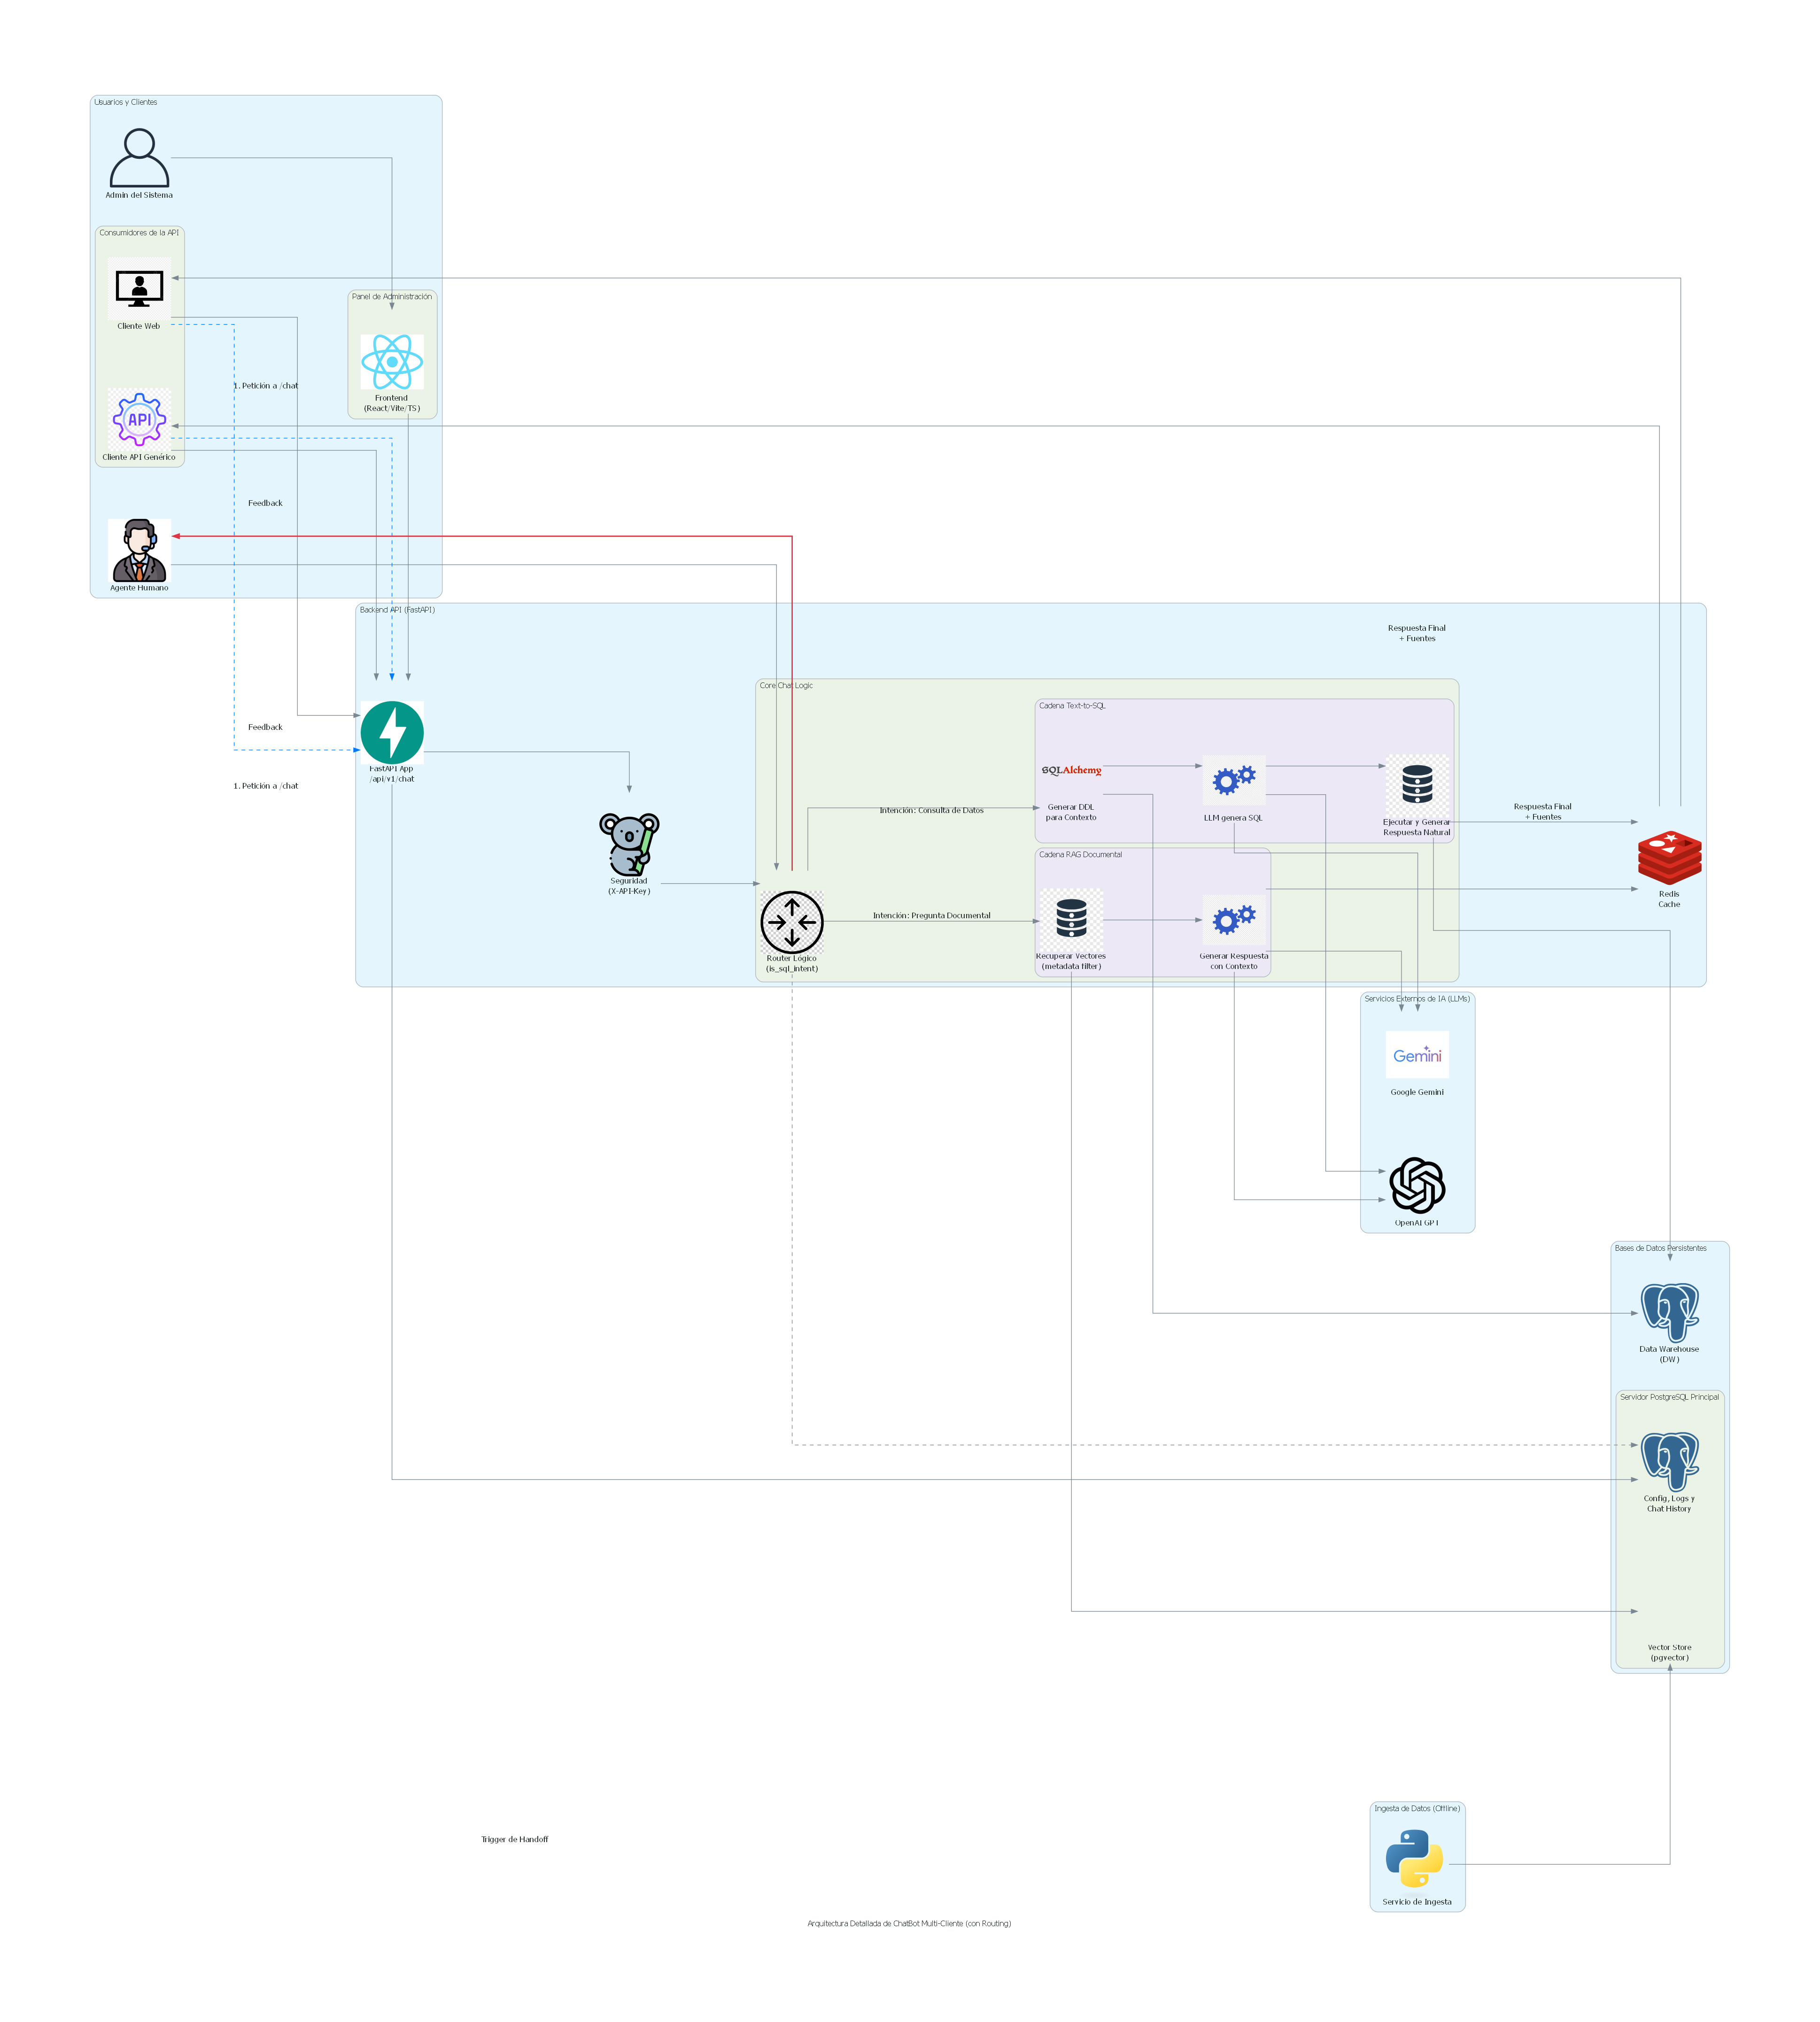 Usuarios y Clientes
Admin del Sistema
Consumidores de la API
Cliente Web
Panel de Administración
1. Petición a /chat
Frontend
(React/Vite/TS)
API
Cliente API Genérico
Feedback
Agente Humano
Backend API (FastAPI)
Respuesta Final
+ Fuentes
Core Chat Logic
Cadena Text-to-SQL
Feedback
FastAPI App
/api/v1/chat
SQLAlchemy
1. Petición a /chat
Intención: Consulta de Datos
Generar DDL
para Contexto
LLM genera SQL
Ejecutar y Generar
Respuesta Natural
Respuesta Final
+ Fuentes
Cadena RAG Documental
Seguridad
(X-API-Key)
Redis
Cache
Intención: Pregunta Documental
Router Lógico
(is_sql_intent)
Recuperar Vectores
(metadata filter)
Generar Respuesta
con Contexto
Servicios Externos de IA (LLMs)
Gemini
Google Gemini
OpenAI GPT
Bases de Datos Persistentes
Data Warehouse
(DW)
Servidor PostgreSQL Principal
Config, Logs y
Chat History
Vector Store
(pgvector)
Ingesta de Datos (Offline)
Trigger de Handoff
Servicio de Ingesta
Arquitectura Detallada de ChatBot Multi-Cliente (con Routing)